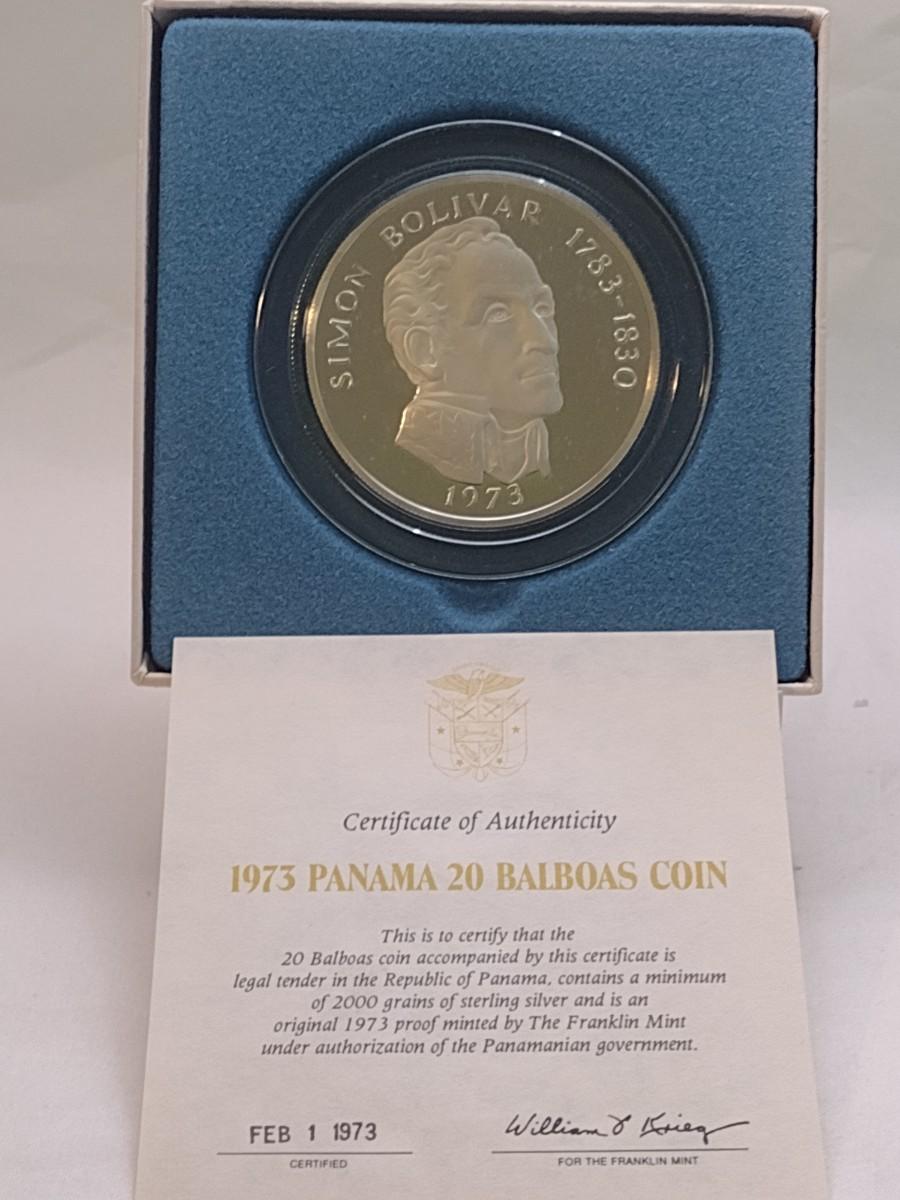 SIMON BOLIVAR 1783-1830
1973
Certificate of Authenticity
1973 PANAMA 20 BALBOAS COIN
This is to certify that the
20 Balboas coin accompanied by this certificate is
legal tender in the Republic of Panama, contains a minimum
of 2000 grains of sterling silver and is an
original 1973 proof minted by The Franklin Mint
under authorization of the Panamanian government.
FEB 1 1973
William J Krieg
CERTIFIED
FOR THE FRANKLIN MINT